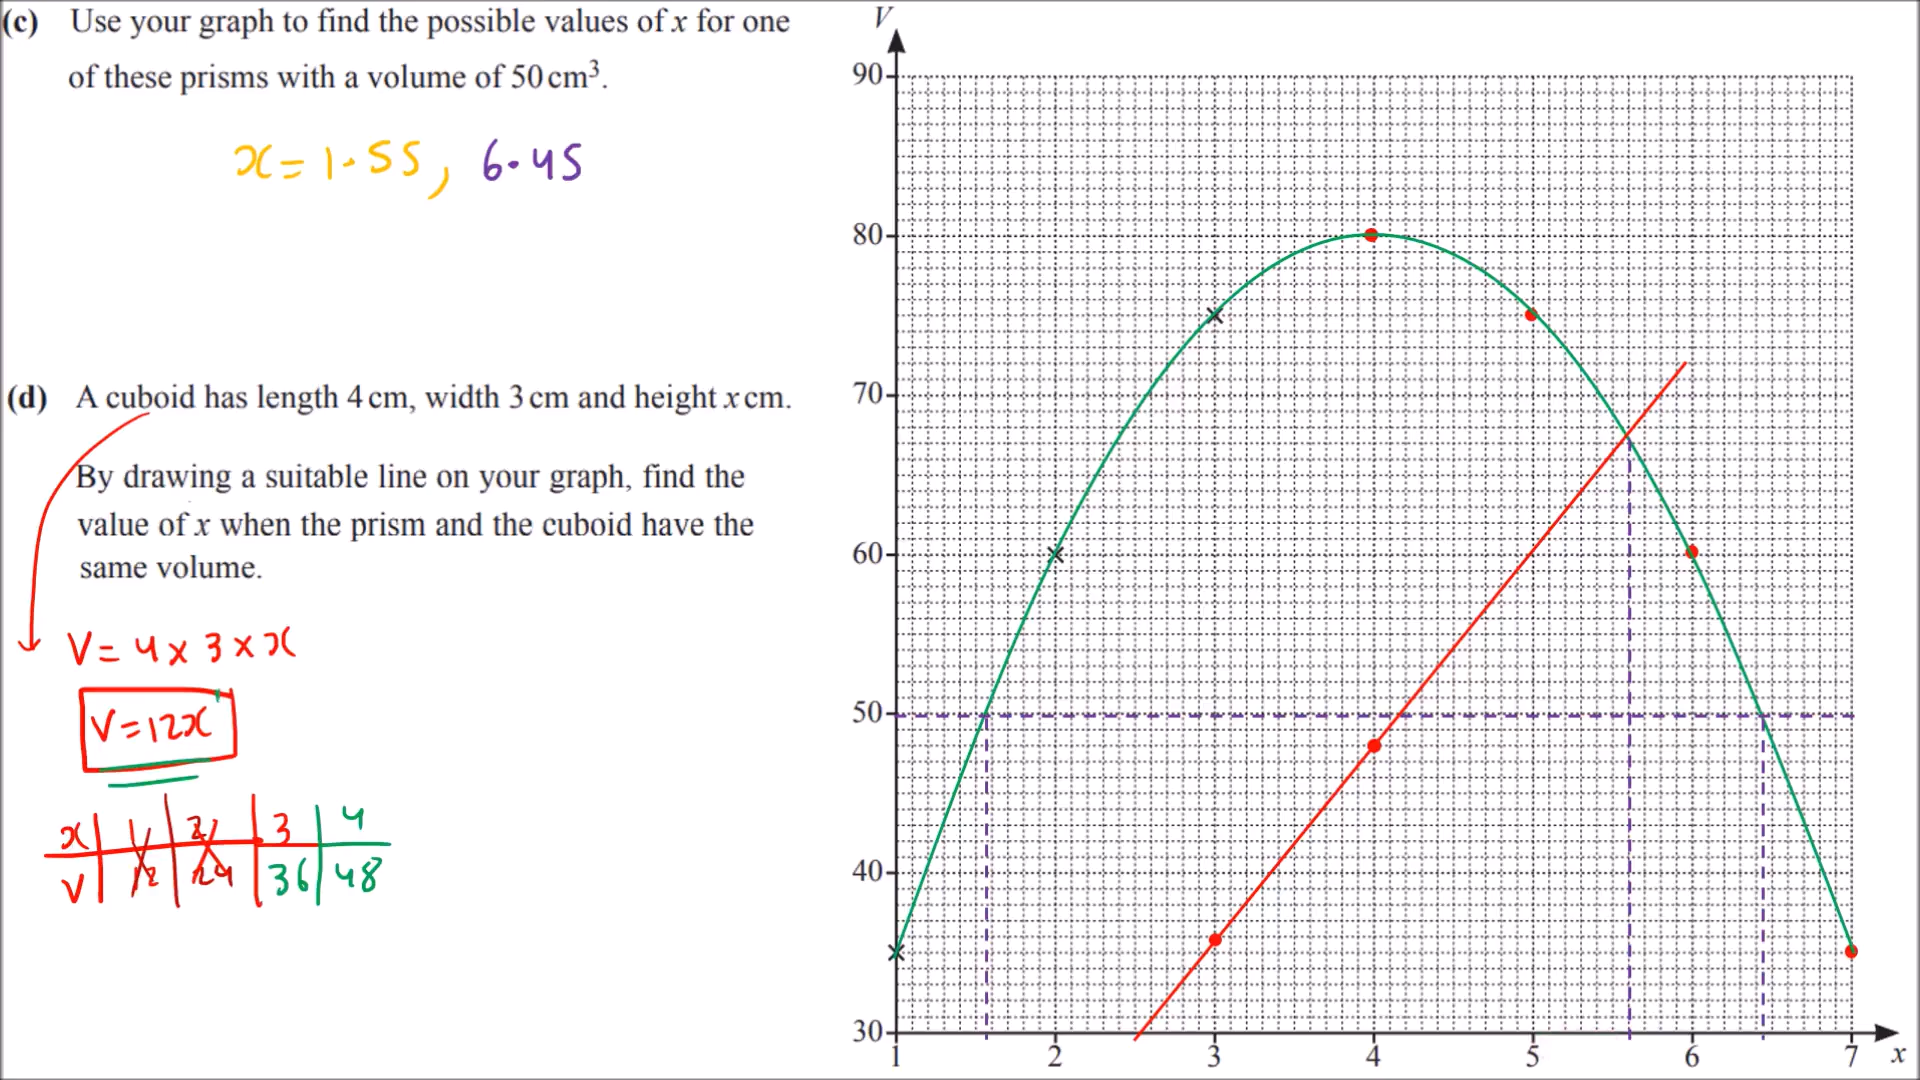 (c) Use your graph to find the possible values of x for one
of these prisms with a volume of 50 cm³.
x = 1.55, 6.45
(d) A cuboid has length 4 cm, width 3 cm and height x cm.
By drawing a suitable line on your graph, find the
value of x when the prism and the cuboid have the
same volume.
V = 4 × 3 × x
V = 12x
x 1 2 3 4
V 12 24 36 48
V
90
80
70
60
50
40
30
1 2 3 4 5 6 7 x